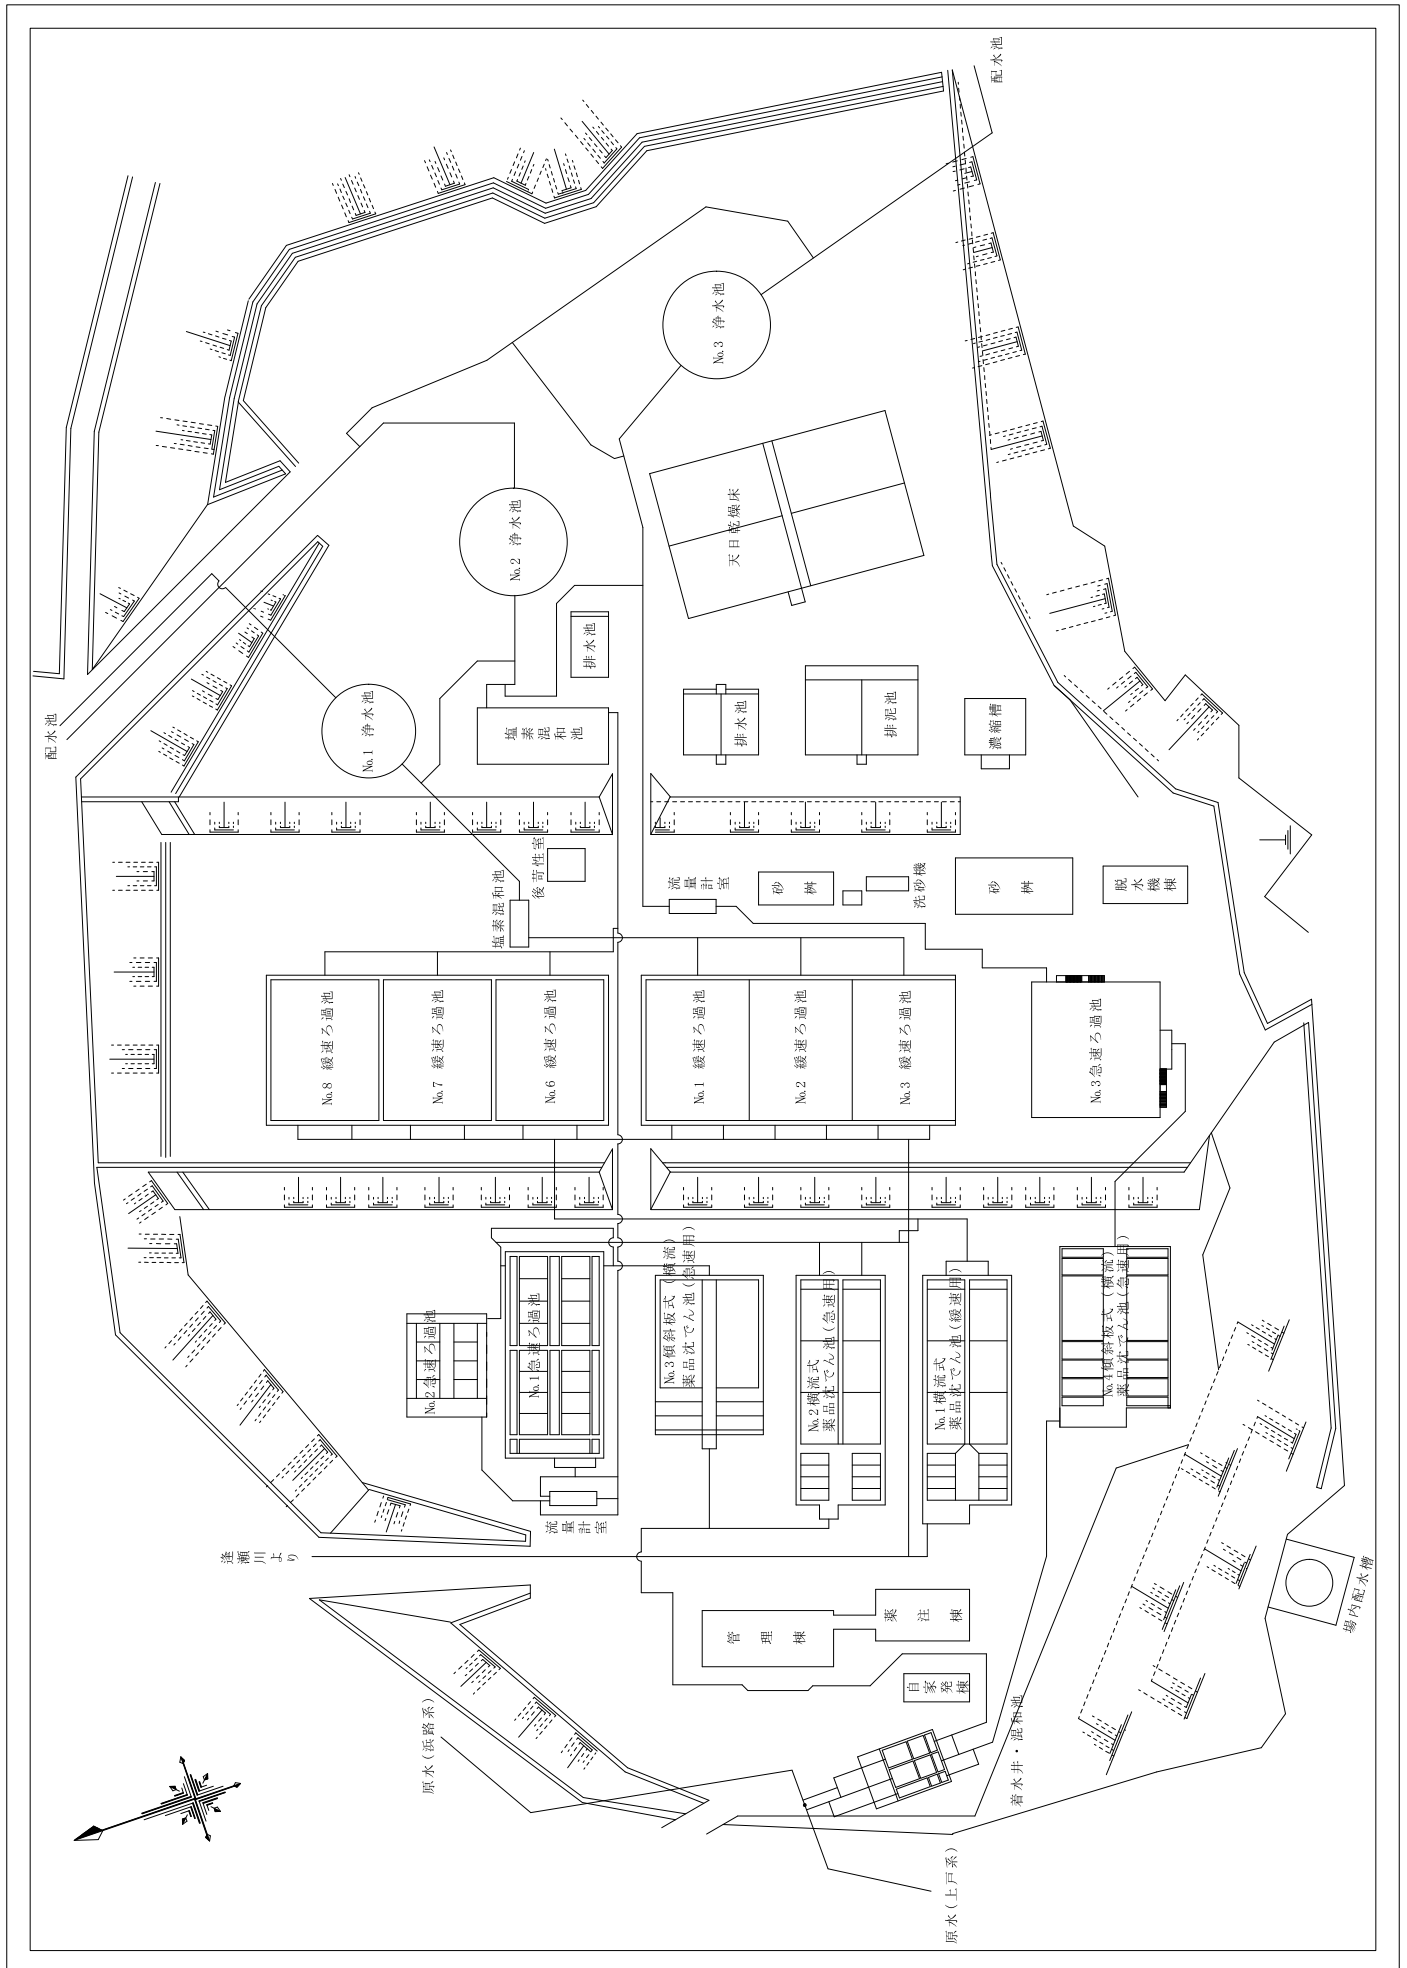 配水池
配水池
No.3 浄水池
No.2 浄水池
No.1 浄水池
天日乾燥床
排水池
塩素混和池
排水池
排泥池
濃縮槽
後苛性室
塩素混和池
流量計室
砂桝
洗砂機
砂桝
脱水機棟
No.8 緩速ろ過池
No.7 緩速ろ過池
No.6 緩速ろ過池
No.1 緩速ろ過池
No.2 緩速ろ過池
No.3 緩速ろ過池
No.3急速ろ過池
No.2急速ろ過池
No.1急速ろ過池
No.3傾斜板式（横流）
薬品沈でん池（急速用）
No.2横流式
薬品沈でん池（急速用）
No.1横流式
薬品沈でん池（緩速用）
No.4傾斜板式（横流）
薬品沈でん池（急速用）
流量計室
逢瀬川より
管理棟
薬注棟
自家発棟
場内配水槽
着水井・混和池
原水（浜路系）
原水（上戸系）